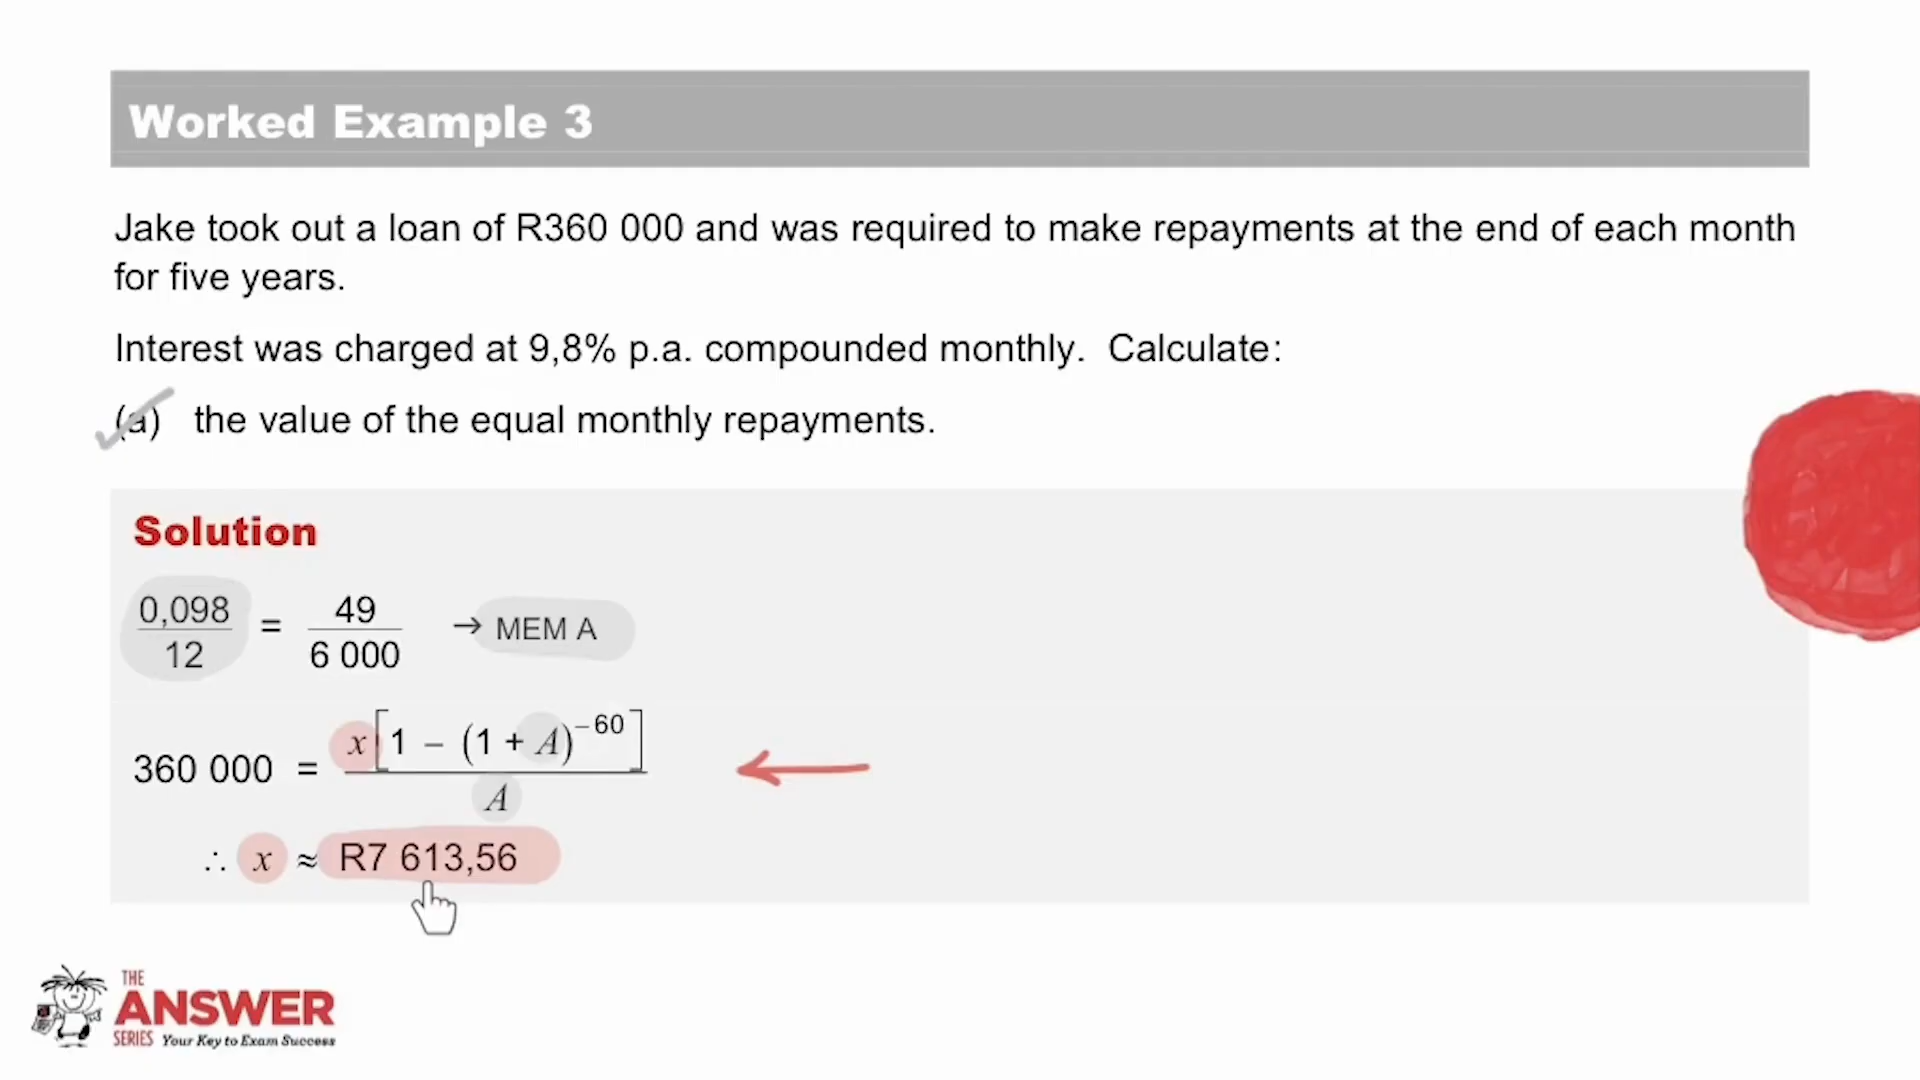 Worked Example 3
Jake took out a loan of R360 000 and was required to make repayments at the end of each month
for five years.
Interest was charged at 9,8% p.a. compounded monthly. Calculate:
(a) the value of the equal monthly repayments.
Solution
0,098/12 = 49/6 000 → MEM A
360 000 = x[1 − (1 + A)^−60]/A
∴ x ≈ R7 613,56
THE
ANSWER
SERIES Your Key to Exam Success